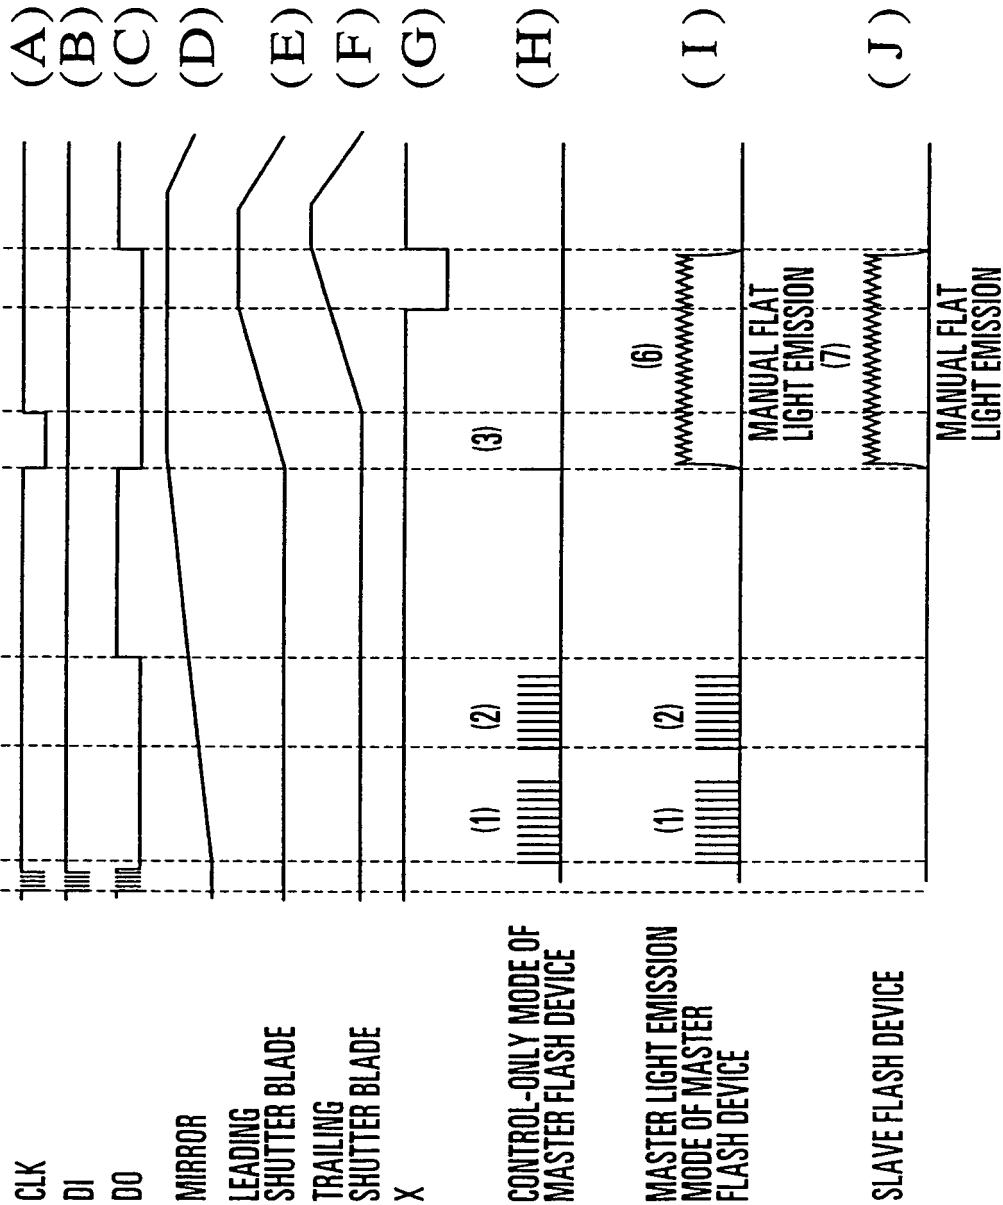 CLK
(A)
DI
(B)
DO
(C)
MIRROR
(D)
LEADING
SHUTTER BLADE
(E)
TRAILING
SHUTTER BLADE
(F)
X
(G)
CONTROL-ONLY MODE OF
MASTER FLASH DEVICE
(1)
(2)
(3)
(H)
MASTER LIGHT EMISSION
MODE OF MASTER
FLASH DEVICE
(1)
(2)
(6)
MANUAL FLAT
LIGHT EMISSION
(I)
SLAVE FLASH DEVICE
(7)
MANUAL FLAT
LIGHT EMISSION
(J)